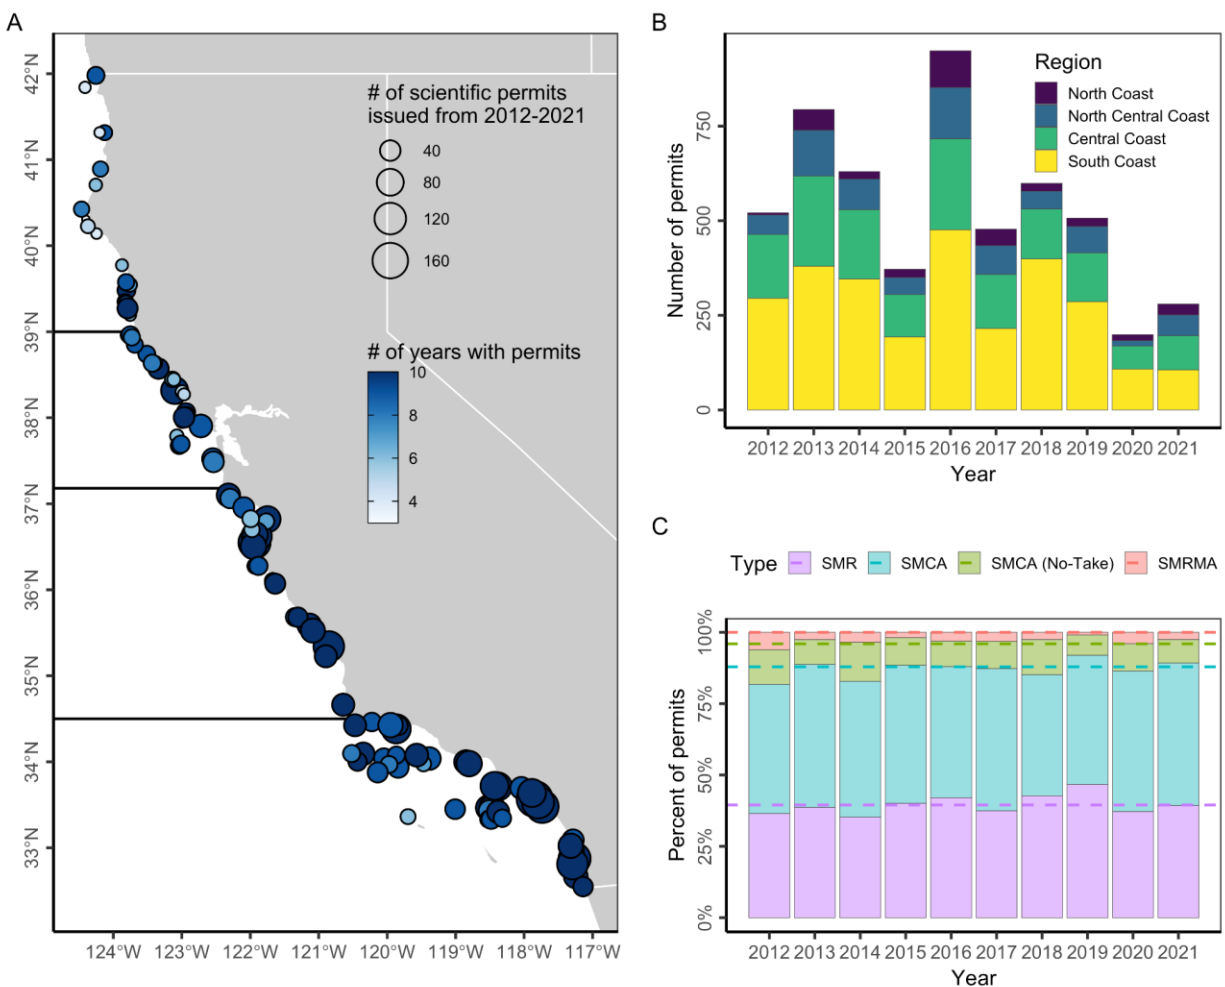 A
42°N
41°N
40°N
39°N
38°N
37°N
36°N
35°N
34°N
33°N
124°W
123°W
122°W
121°W
120°W
119°W
118°W
117°W
# of scientific permits
issued from 2012-2021
40
80
120
160
# of years with permits
10
8
6
4
B
Number of permits
750
500
250
0
Region
North Coast
North Central Coast
Central Coast
South Coast
2012 2013 2014 2015 2016 2017 2018 2019 2020 2021
Year
C
Type SMR SMCA SMCA (No-Take) SMRMA
Percent of permits
100%
75%
50%
25%
0%
2012 2013 2014 2015 2016 2017 2018 2019 2020 2021
Year